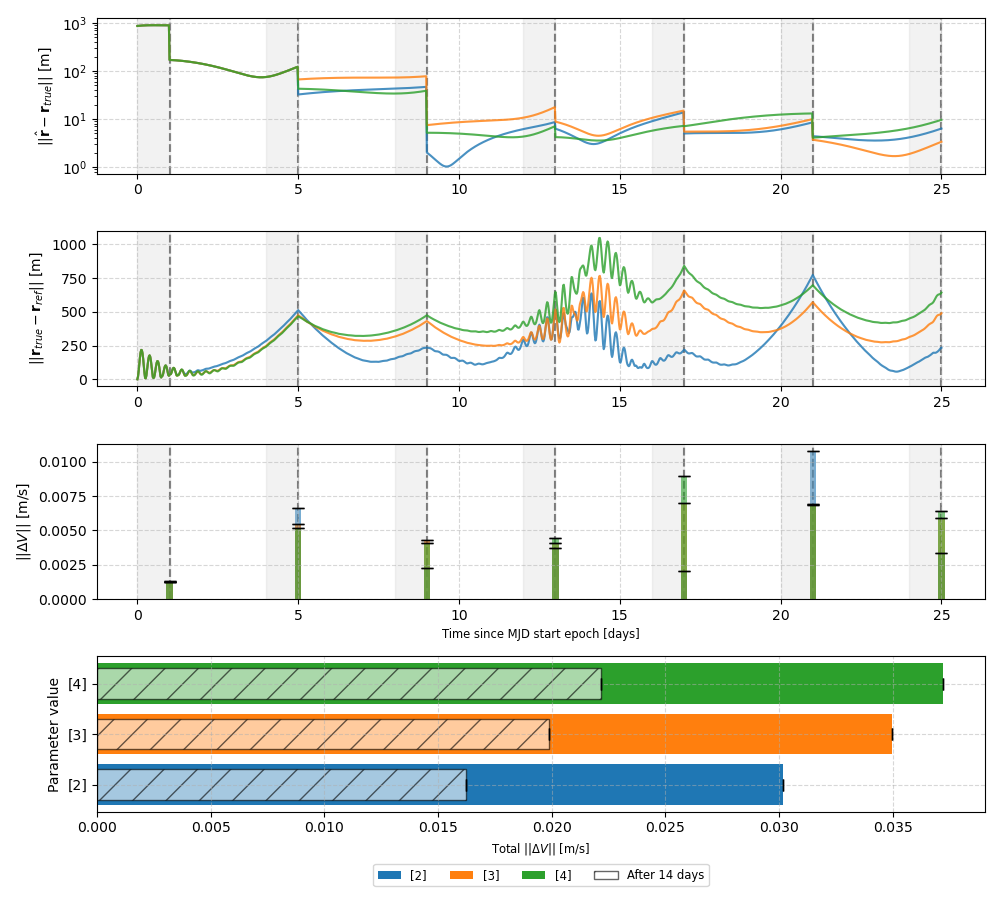 ||r̂ − r_true|| [m]
10³
10²
10¹
10⁰
0 5 10 15 20 25
||r_true − r_ref|| [m]
1000
750
500
250
0
0 5 10 15 20 25
||ΔV|| [m/s]
0.0100
0.0075
0.0050
0.0025
0.0000
0 5 10 15 20 25
Time since MJD start epoch [days]
Parameter value
[4]
[3]
[2]
0.000 0.005 0.010 0.015 0.020 0.025 0.030 0.035
Total ||ΔV|| [m/s]
[2] [3] [4] After 14 days